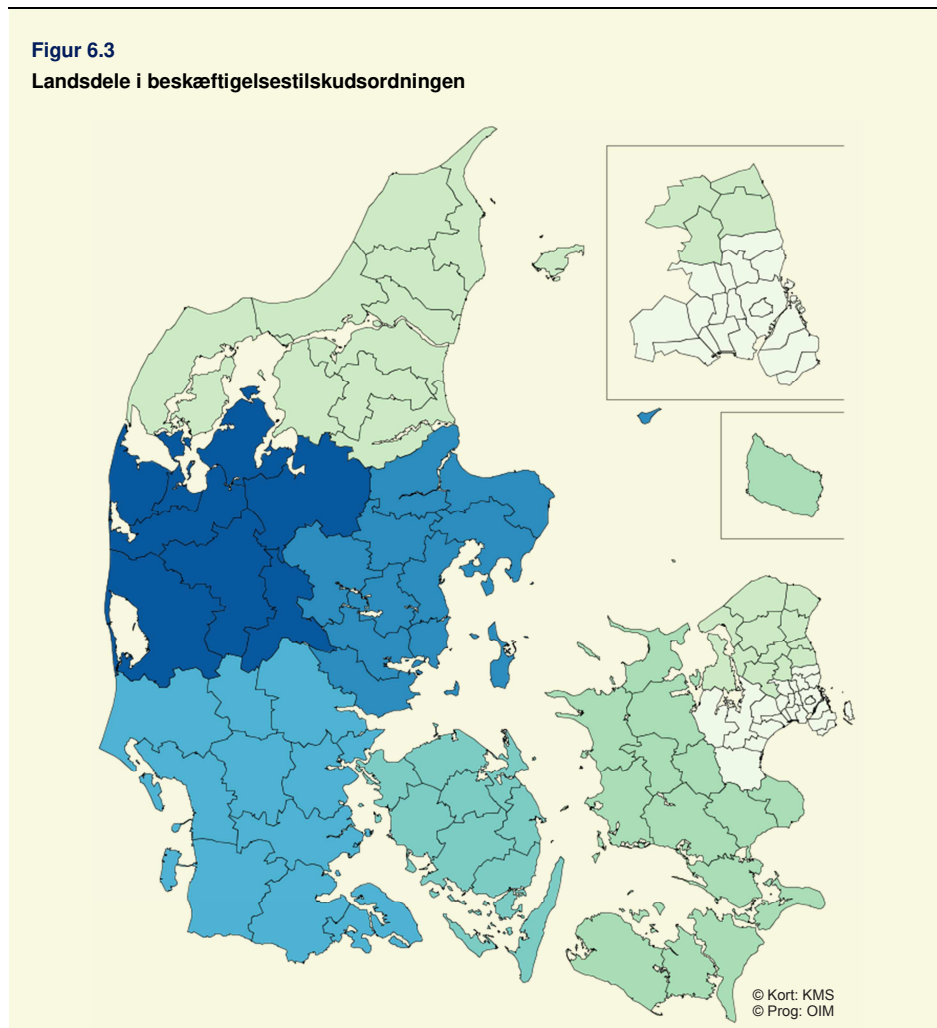 Figur 6.3
Landsdele i beskæftigelsestilskudsordningen
© Kort: KMS
© Prog: OIM